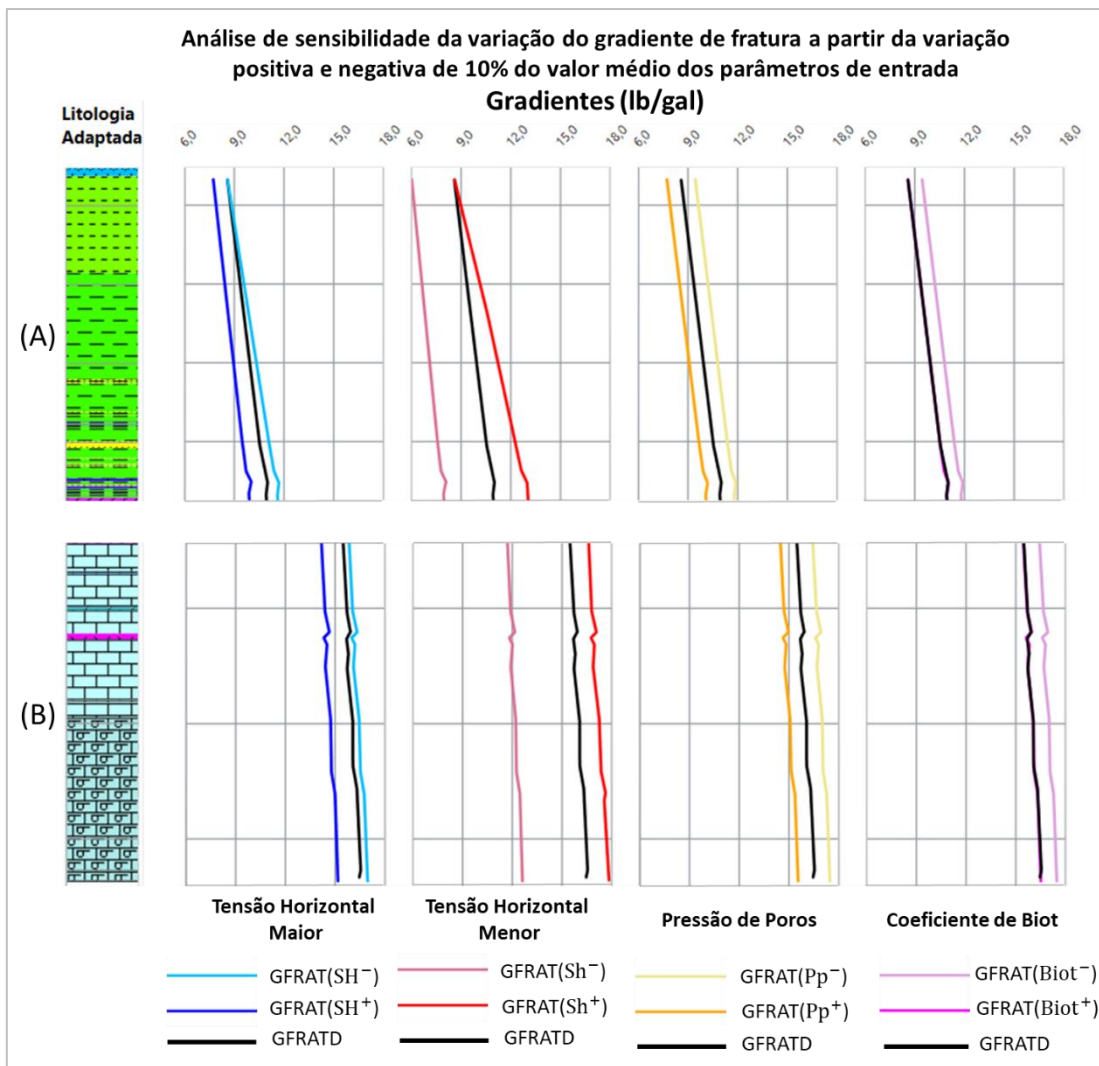 Análise de sensibilidade da variação do gradiente de fratura a partir da variação
positiva e negativa de 10% do valor médio dos parâmetros de entrada
Gradientes (lb/gal)
Litologia
Adaptada
6,0 9,0 12,0 15,0 18,0 6,0 9,0 12,0 15,0 18,0 6,0 9,0 12,0 15,0 18,0 6,0 9,0 12,0 15,0 18,0
(A)
(B)
Tensão Horizontal
Maior
Tensão Horizontal
Menor
Pressão de Poros
Coeficiente de Biot
GFRAT(SH⁻) GFRAT(Sh⁻) GFRAT(Pp⁻) GFRAT(Biot⁻)
GFRAT(SH⁺) GFRAT(Sh⁺) GFRAT(Pp⁺) GFRAT(Biot⁺)
GFRATD GFRATD GFRATD GFRATD